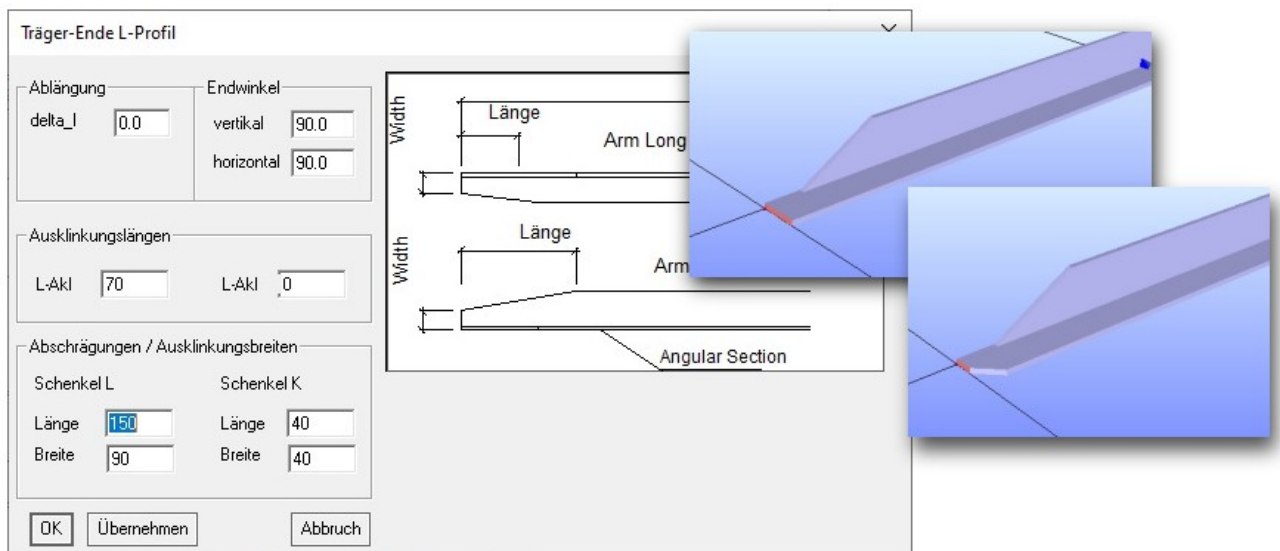 Träger-Ende L-Profil
Ablängung
delta_l 0.0
Endwinkel
vertikal 90.0
horizontal 90.0
Ausklinkungslängen
L-Akl 70 L-Akl 0
Abschrägungen / Ausklinkungsbreiten
Schenkel L Schenkel K
Länge 150 Länge 40
Breite 90 Breite 40
OK Übernehmen Abbruch
Width
Länge
Arm Long
Width
Länge
Arm
Angular Section